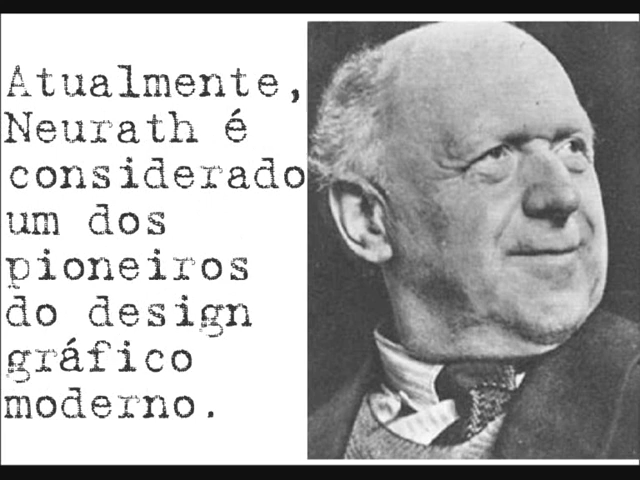 Atualmente,
Neurath é
considerado
um dos
pioneiros
do design
gráfico
moderno.